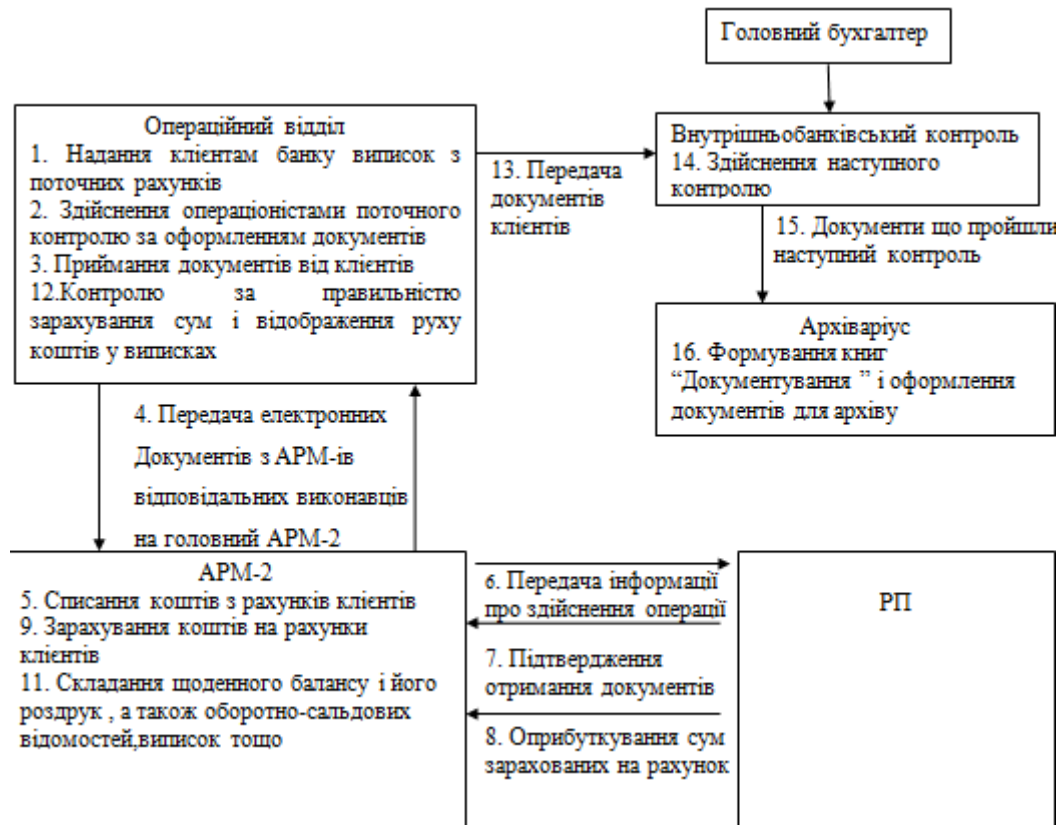 Головний бухгалтер
Операційний відділ
1. Надання клієнтам банку виписок з
поточних рахунків
2. Здійснення операціоністами поточного
контролю за оформленням документів
3. Приймання документів від клієнтів
12.Контролю за правильністю
зарахування сум і відображення руху
коштів у виписках
13. Передача
документів
клієнтів
Внутрішньобанківський контроль
14. Здійснення наступного
контролю
15. Документи що пройшли
наступний контроль
Архіваріус
16. Формування книг
“Документування ” і оформлення
документів для архіву
4. Передача електронних
Документів з АРМ-ів
відповідальних виконавців
на головний АРМ-2
АРМ-2
5. Списання коштів з рахунків клієнтів
9. Зарахування коштів на рахунки
клієнтів
11. Складання щоденного балансу і його
роздрук , а також оборотно-сальдових
відомостей,виписок тощо
6. Передача інформації
про здійснення операції
7. Підтвердження
отримання документів
8. Оприбуткування сум
зарахованих на рахунок
РП